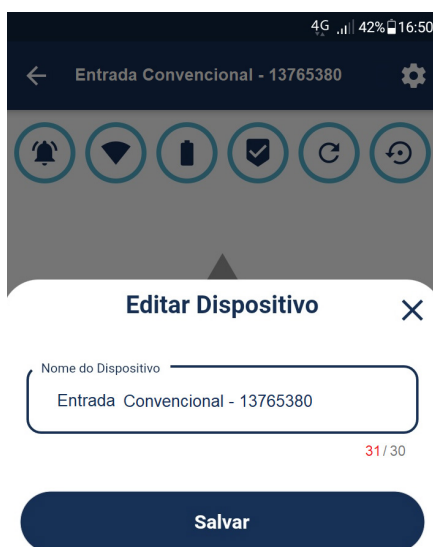 4G 42% 16:50
Entrada Convencional - 13765380
Editar Dispositivo
Nome do Dispositivo
Entrada Convencional - 13765380
31/30
Salvar